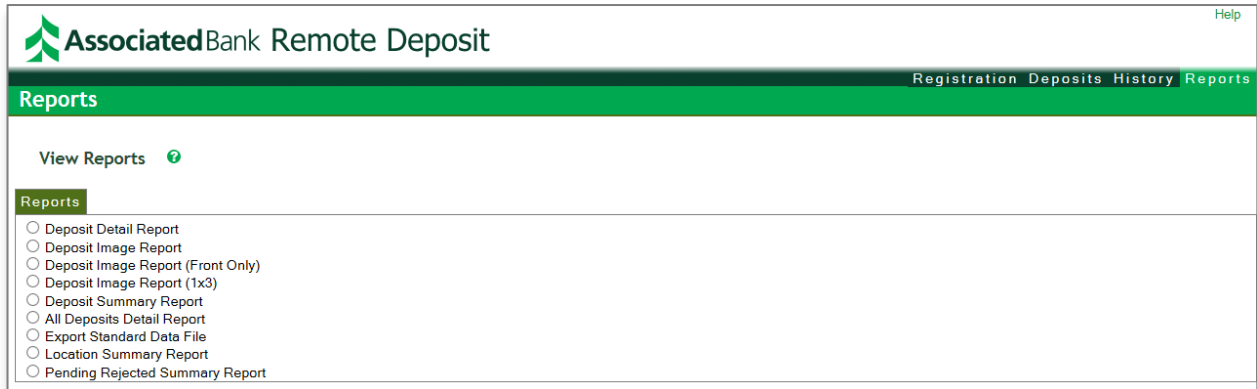 Help
AssociatedBank Remote Deposit
Registration Deposits History Reports
Reports
View Reports ?
Reports
Deposit Detail Report
Deposit Image Report
Deposit Image Report (Front Only)
Deposit Image Report (1x3)
Deposit Summary Report
All Deposits Detail Report
Export Standard Data File
Location Summary Report
Pending Rejected Summary Report